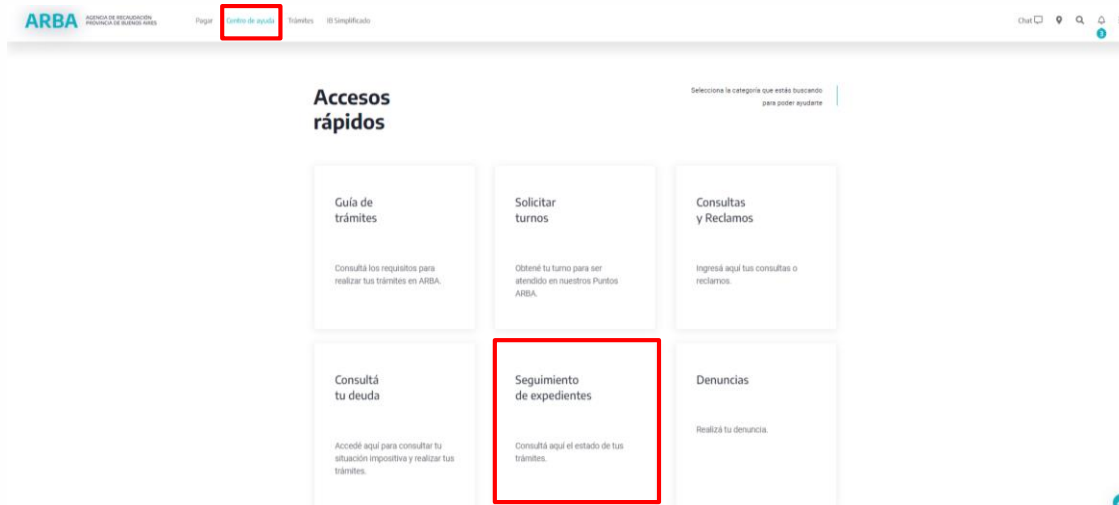 ARBA
AGENCIA DE RECAUDACIÓN
PROVINCIA DE BUENOS AIRES
Pagar
Centro de ayuda
Trámites
IB Simplificado
Chat
3
Accesos
rápidos
Selecciona la categoría que estás buscando
para poder ayudarte
Guía de
trámites
Consultá los requisitos para
realizar tus trámites en ARBA.
Solicitar
turnos
Obtené tu turno para ser
atendido en nuestros Puntos
ARBA.
Consultas
y Reclamos
Ingresá aquí tus consultas o
reclamos.
Consultá
tu deuda
Accedé aquí para consultar tu
situación impositiva y realizar tus
trámites.
Seguimiento
de expedientes
Consultá aquí el estado de tus
trámites.
Denuncias
Realizá tu denuncia.